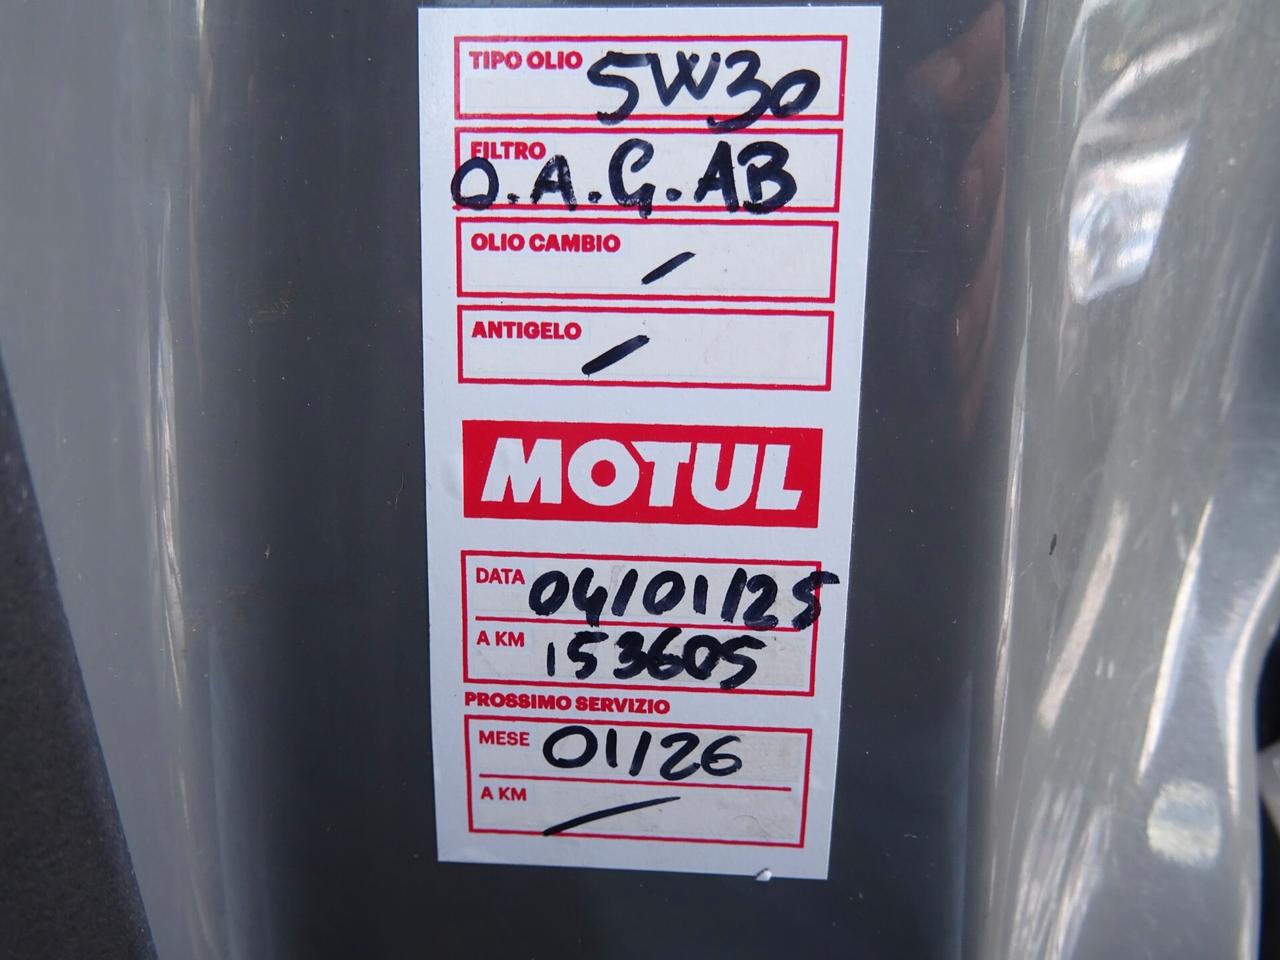 TIPO OLIO 5W30
FILTRO
O.A.G.AB
OLIO CAMBIO /
ANTIGELO /
MOTUL
DATA 04/01/25
A KM 153605
PROSSIMO SERVIZIO
MESE 01/26
A KM /